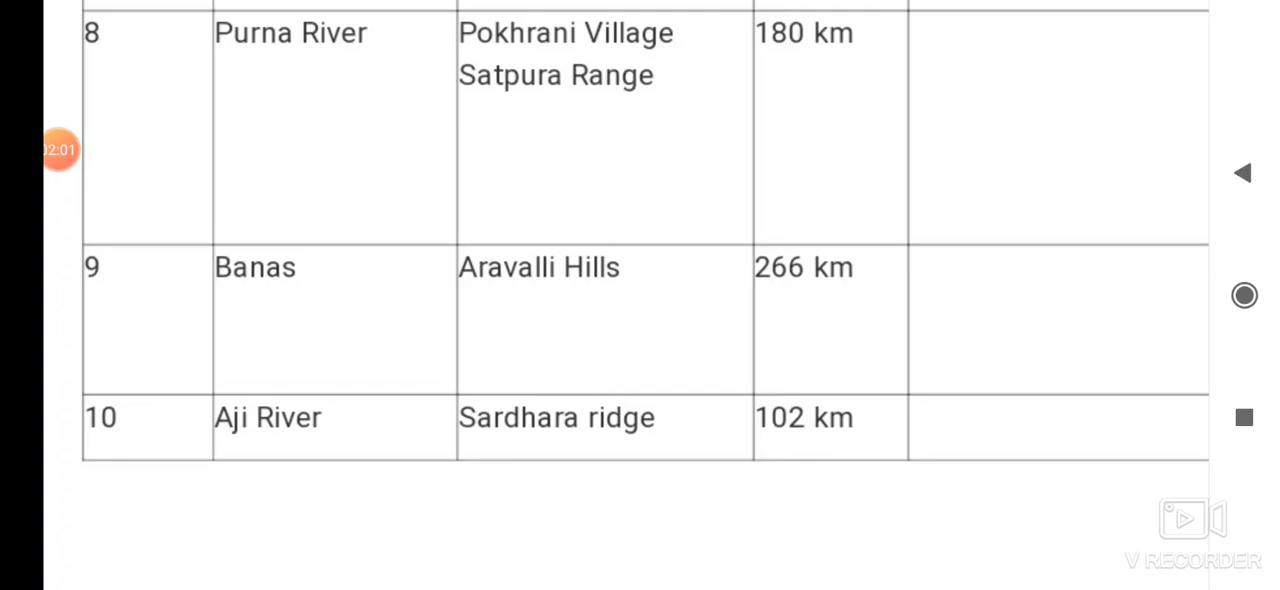 8 Purna River Pokhrani Village 180 km
Satpura Range
02:01
9 Banas Aravalli Hills 266 km
10 Aji River Sardhara ridge 102 km
V RECORDER